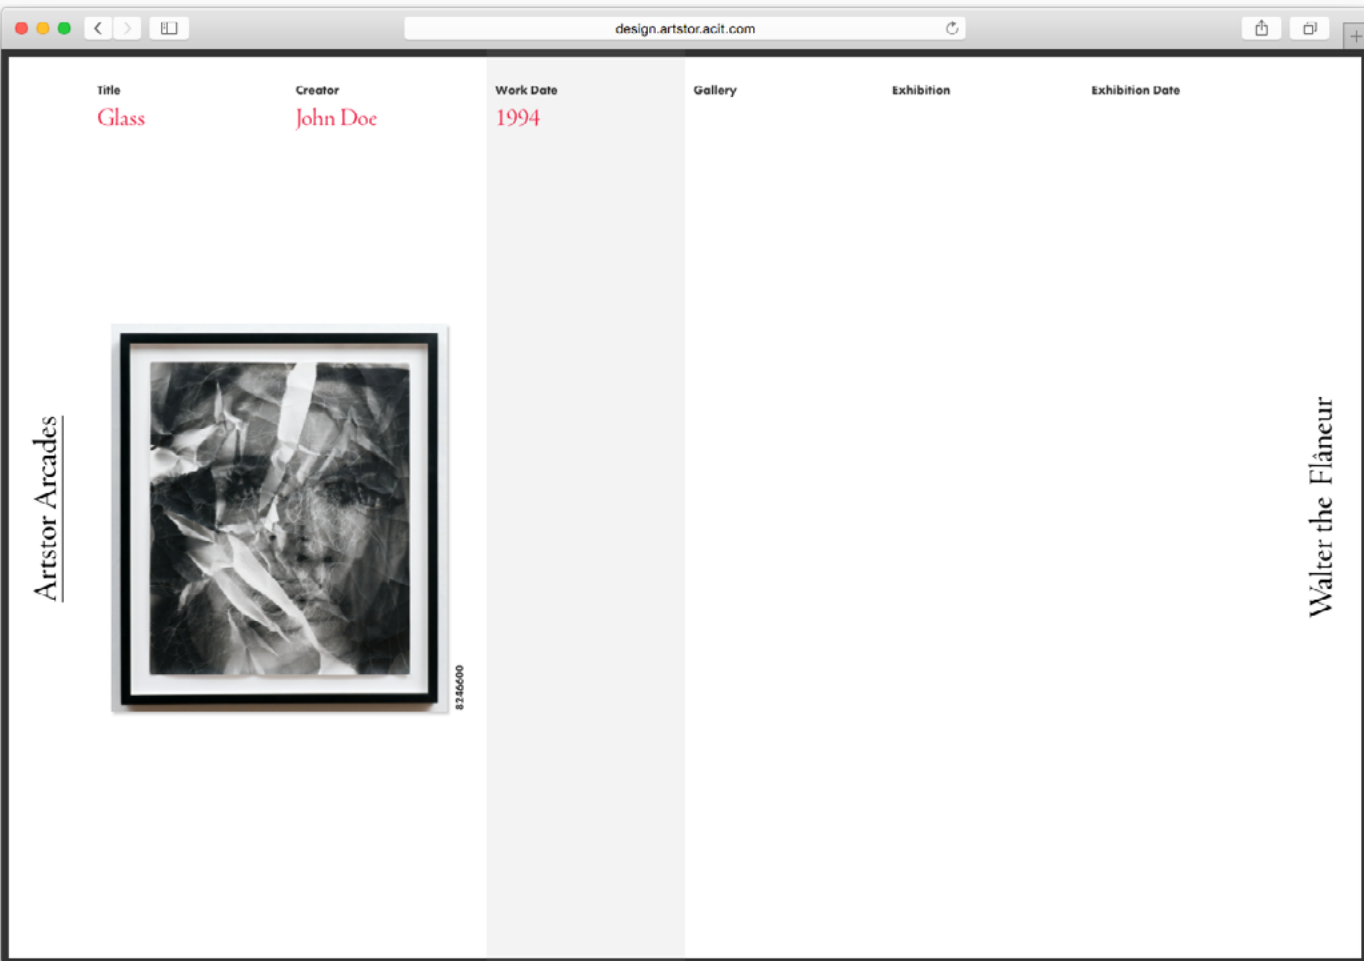 design.artstor.acit.com
Title
Glass
Creator
John Doe
Work Date
1994
Gallery
Exhibition
Exhibition Date
Artstor Arcades
8246600
Walter the Flâneur